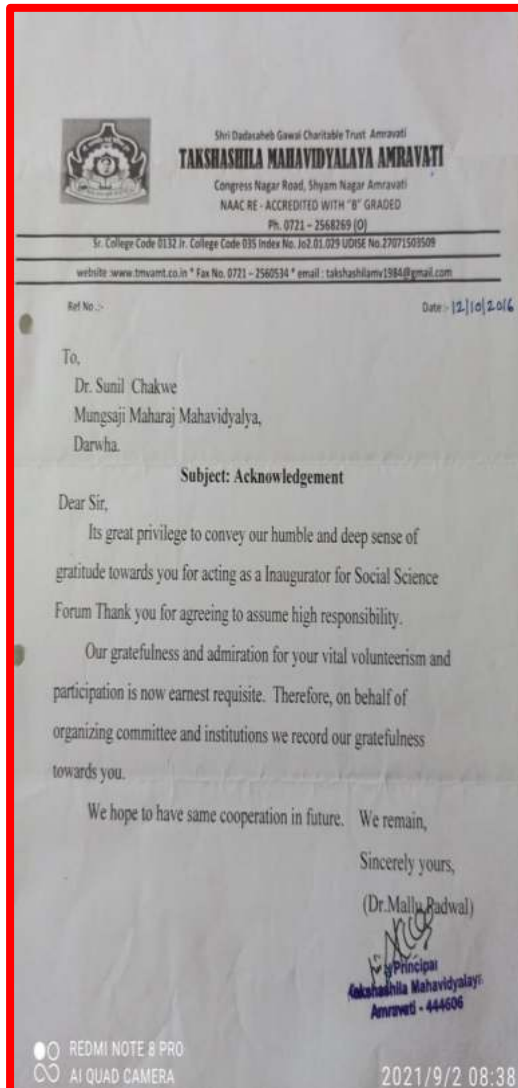 Shri Dadasaheb Gawai Charitable Trust Amravati
TAKSHASHILA MAHAVIDYALAYA AMRAVATI
Congress Nagar Road, Shyam Nagar Amravati
NAAC RE - ACCREDITED WITH "B" GRADED
Ph. 0721 – 2568269 (O)
Sr. College Code 0132 Jr. College Code 035 Index No. Jo2.01.029 UDISE No.27071503509
website :www.tmvamt.co.in * Fax No. 0721 – 2560534 * email : takshashilamv1984@gmail.com
Ref No :- Date :- 12/10/2016
To,
Dr. Sunil Chakwe
Mungsaji Maharaj Mahavidyalya,
Darwha.
Subject: Acknowledgement
Dear Sir,
Its great privilege to convey our humble and deep sense of
gratitude towards you for acting as a Inaugurator for Social Science
Forum Thank you for agreeing to assume high responsibility.
Our gratefulness and admiration for your vital volunteerism and
participation is now earnest requisite. Therefore, on behalf of
organizing committee and institutions we record our gratefulness
towards you.
We hope to have same cooperation in future. We remain,
Sincerely yours,
(Dr.Mallu Padwal)
Principal
Takshashila Mahavidyalaya
Amravati - 444606
REDMI NOTE 8 PRO
AI QUAD CAMERA
2021/9/2 08:38